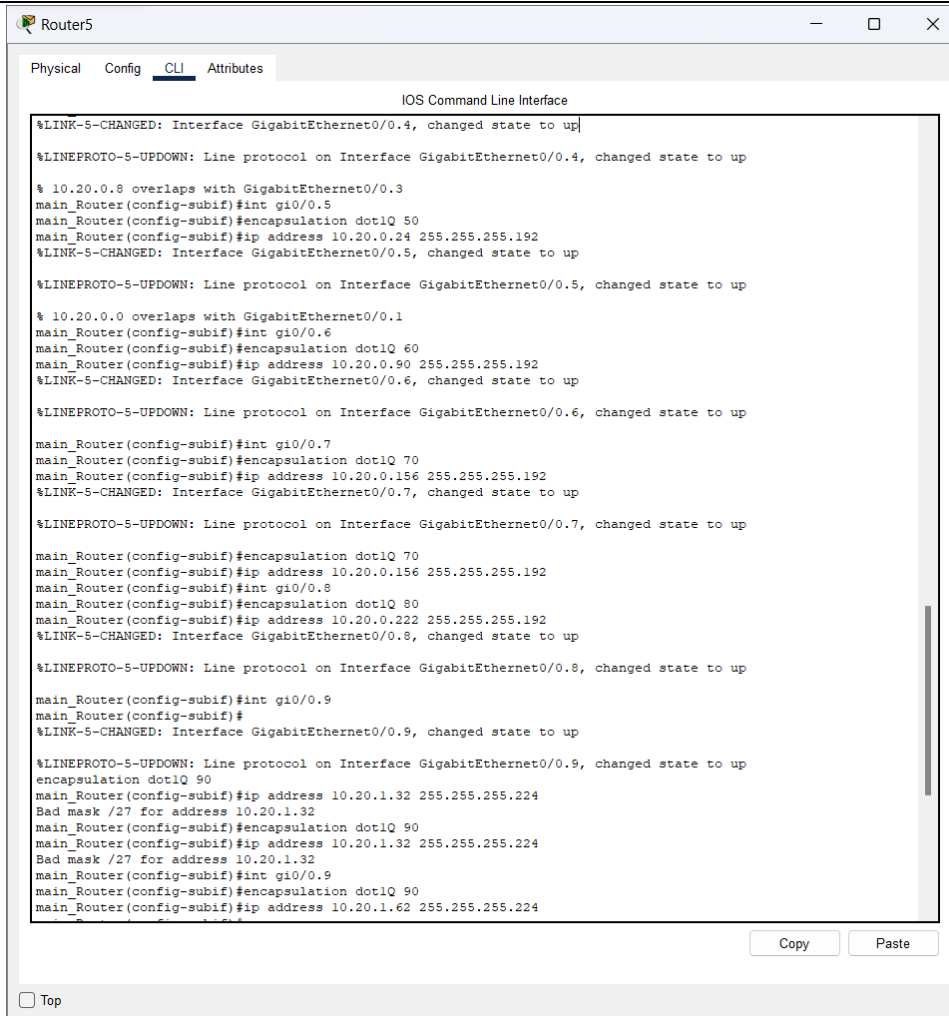 Router5
Physical Config CLI Attributes
IOS Command Line Interface
%LINK-5-CHANGED: Interface GigabitEthernet0/0.4, changed state to up
%LINEPROTO-5-UPDOWN: Line protocol on Interface GigabitEthernet0/0.4, changed state to up
% 10.20.0.8 overlaps with GigabitEthernet0/0.3
main_Router(config-subif)#int gi0/0.5
main_Router(config-subif)#encapsulation dot1Q 50
main_Router(config-subif)#ip address 10.20.0.24 255.255.255.192
%LINK-5-CHANGED: Interface GigabitEthernet0/0.5, changed state to up
%LINEPROTO-5-UPDOWN: Line protocol on Interface GigabitEthernet0/0.5, changed state to up
% 10.20.0.0 overlaps with GigabitEthernet0/0.1
main_Router(config-subif)#int gi0/0.6
main_Router(config-subif)#encapsulation dot1Q 60
main_Router(config-subif)#ip address 10.20.0.90 255.255.255.192
%LINK-5-CHANGED: Interface GigabitEthernet0/0.6, changed state to up
%LINEPROTO-5-UPDOWN: Line protocol on Interface GigabitEthernet0/0.6, changed state to up
main_Router(config-subif)#int gi0/0.7
main_Router(config-subif)#encapsulation dot1Q 70
main_Router(config-subif)#ip address 10.20.0.156 255.255.255.192
%LINK-5-CHANGED: Interface GigabitEthernet0/0.7, changed state to up
%LINEPROTO-5-UPDOWN: Line protocol on Interface GigabitEthernet0/0.7, changed state to up
main_Router(config-subif)#encapsulation dot1Q 70
main_Router(config-subif)#ip address 10.20.0.156 255.255.255.192
main_Router(config-subif)#int gi0/0.8
main_Router(config-subif)#encapsulation dot1Q 80
main_Router(config-subif)#ip address 10.20.0.222 255.255.255.192
%LINK-5-CHANGED: Interface GigabitEthernet0/0.8, changed state to up
%LINEPROTO-5-UPDOWN: Line protocol on Interface GigabitEthernet0/0.8, changed state to up
main_Router(config-subif)#int gi0/0.9
main_Router(config-subif)#
%LINK-5-CHANGED: Interface GigabitEthernet0/0.9, changed state to up
%LINEPROTO-5-UPDOWN: Line protocol on Interface GigabitEthernet0/0.9, changed state to up
encapsulation dot1Q 90
main_Router(config-subif)#ip address 10.20.1.32 255.255.255.224
Bad mask /27 for address 10.20.1.32
main_Router(config-subif)#encapsulation dot1Q 90
main_Router(config-subif)#ip address 10.20.1.32 255.255.255.224
Bad mask /27 for address 10.20.1.32
main_Router(config-subif)#int gi0/0.9
main_Router(config-subif)#encapsulation dot1Q 90
main_Router(config-subif)#ip address 10.20.1.62 255.255.255.224
Copy Paste
Top